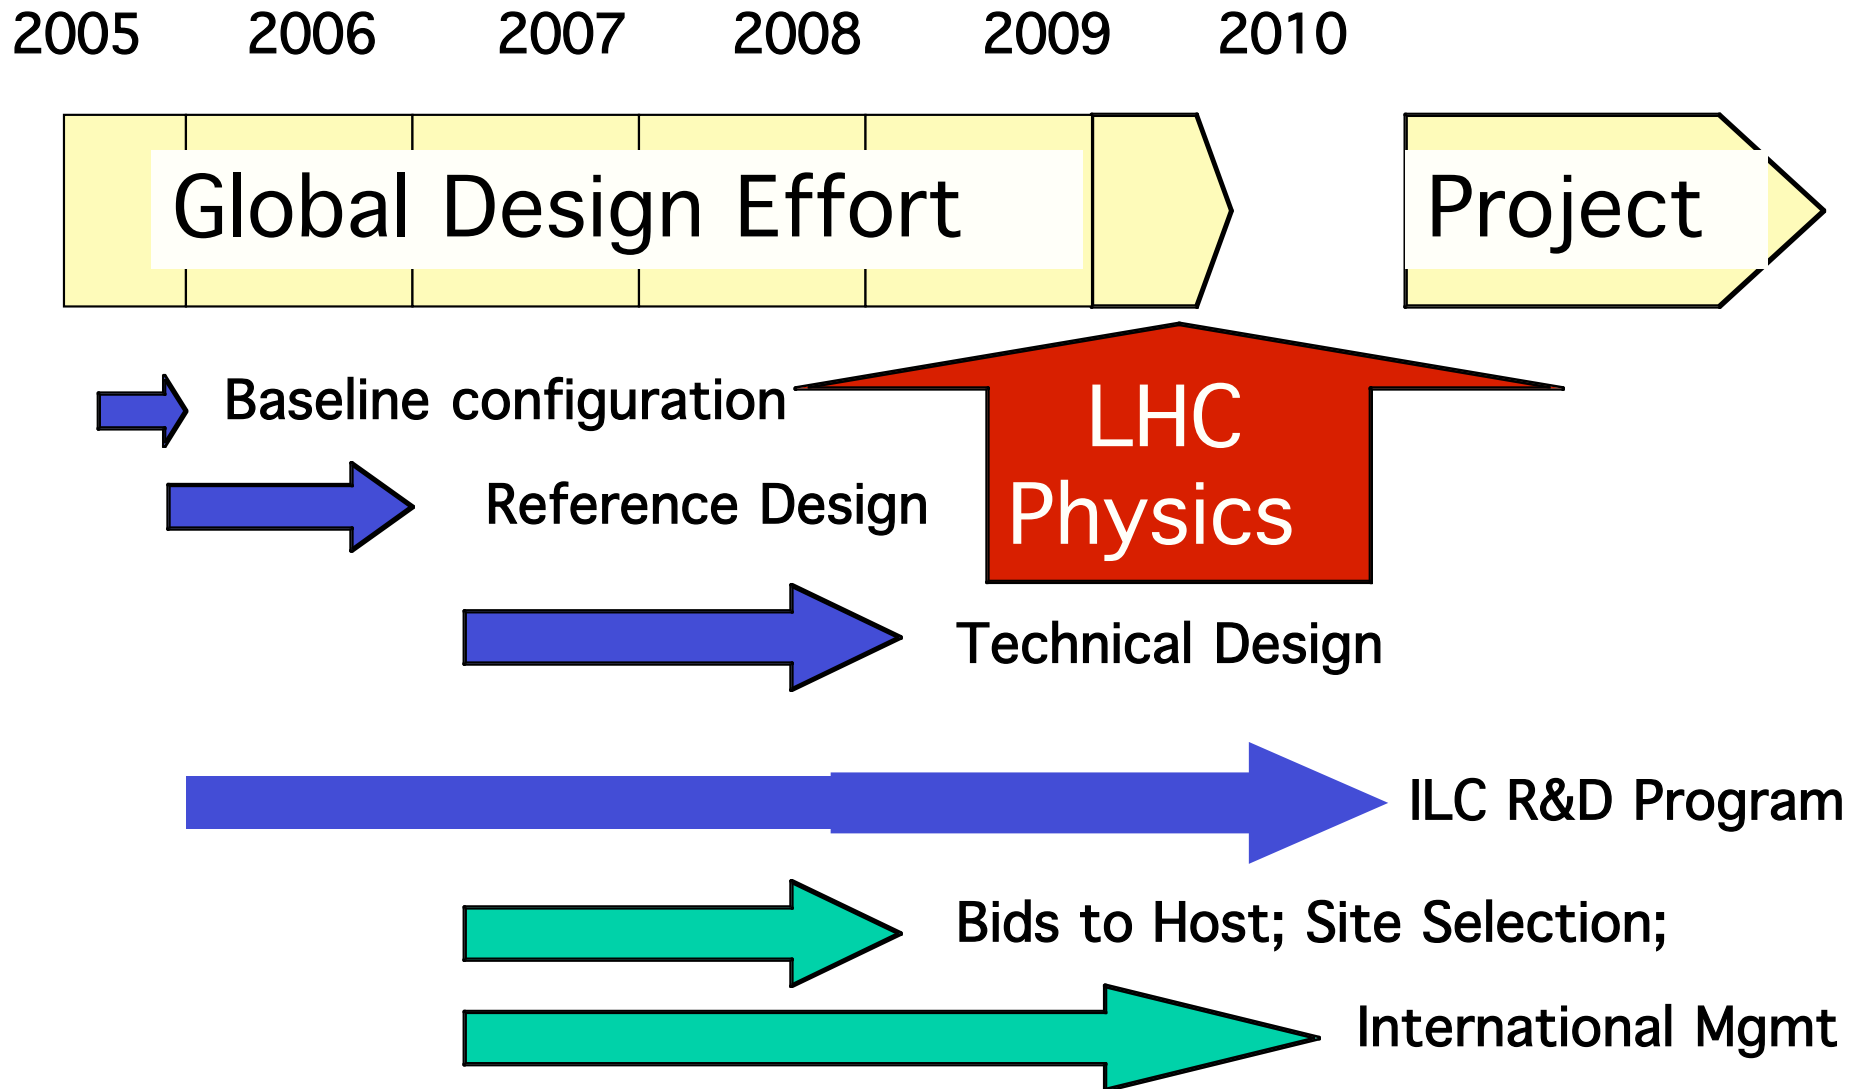 2005 2006 2007 2008 2009 2010
Global Design Effort
Project
Baseline configuration
LHC
Physics
Reference Design
Technical Design
ILC R&D Program
Bids to Host; Site Selection;
International Mgmt